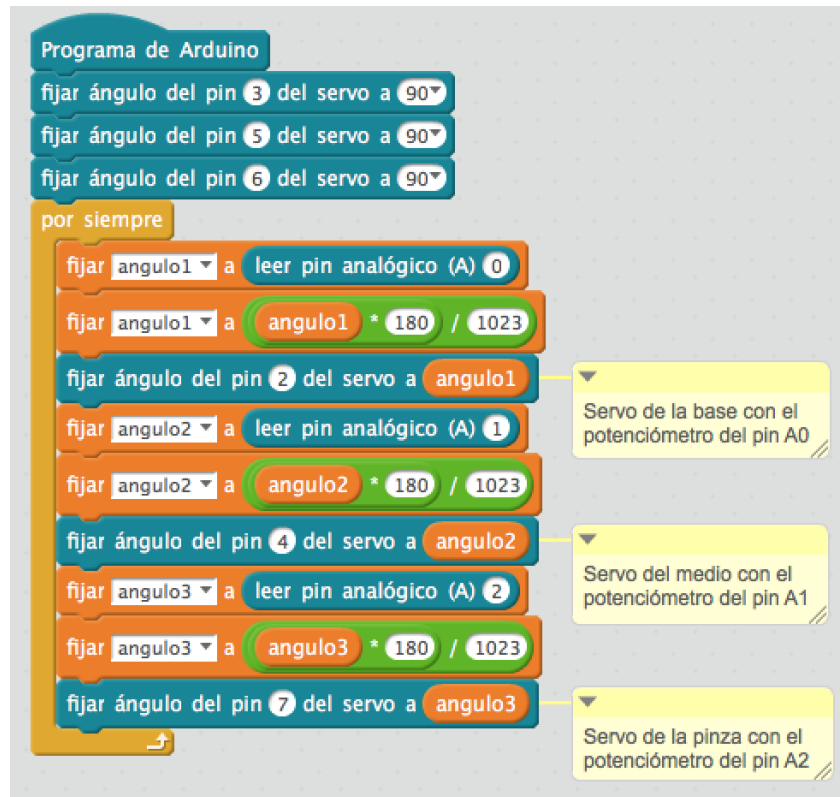 Programa de Arduino
fijar ángulo del pin 3 del servo a 90
fijar ángulo del pin 5 del servo a 90
fijar ángulo del pin 6 del servo a 90
por siempre
fijar angulo1 a leer pin analógico (A) 0
fijar angulo1 a angulo1 * 180 / 1023
fijar ángulo del pin 2 del servo a angulo1
Servo de la base con el
potenciómetro del pin A0
fijar angulo2 a leer pin analógico (A) 1
fijar angulo2 a angulo2 * 180 / 1023
fijar ángulo del pin 4 del servo a angulo2
Servo del medio con el
potenciómetro del pin A1
fijar angulo3 a leer pin analógico (A) 2
fijar angulo3 a angulo3 * 180 / 1023
fijar ángulo del pin 7 del servo a angulo3
Servo de la pinza con el
potenciómetro del pin A2